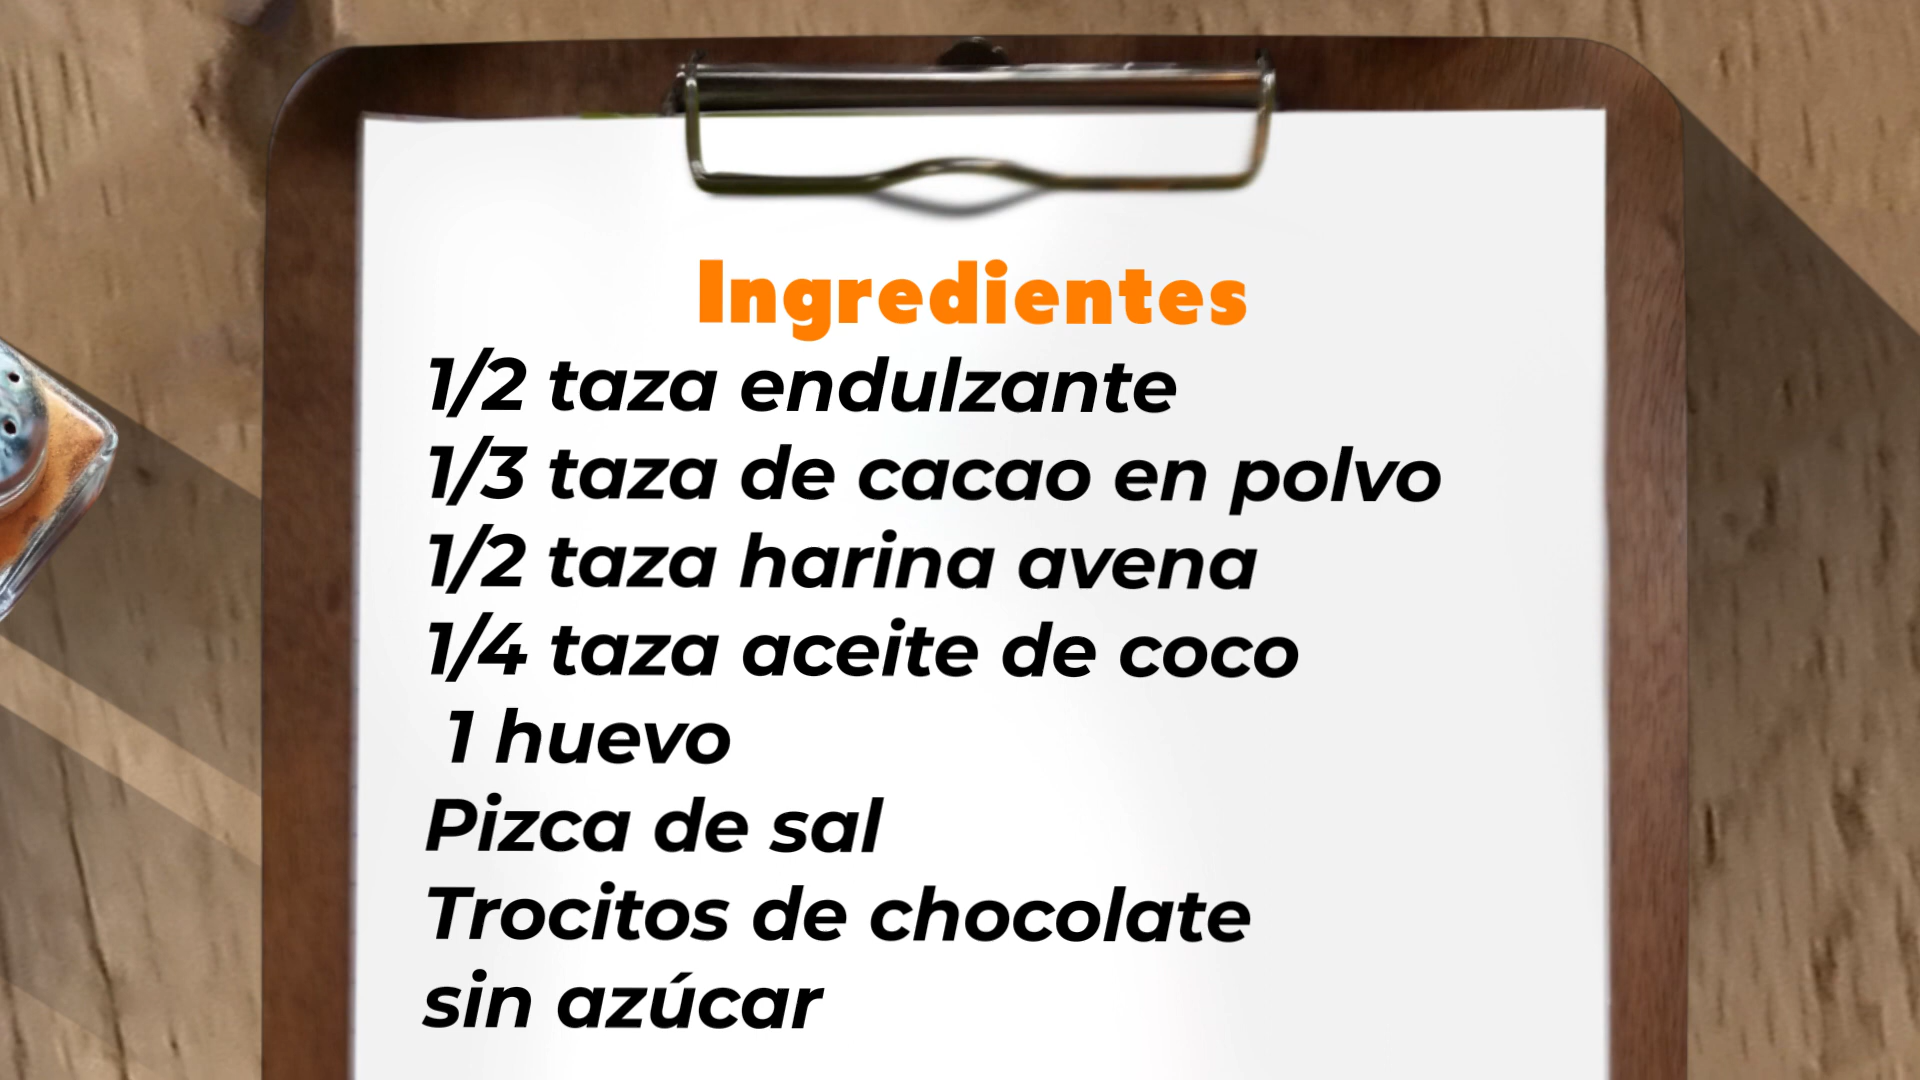 Ingredientes
1/2 taza endulzante
1/3 taza de cacao en polvo
1/2 taza harina avena
1/4 taza aceite de coco
1 huevo
Pizca de sal
Trocitos de chocolate
sin azúcar